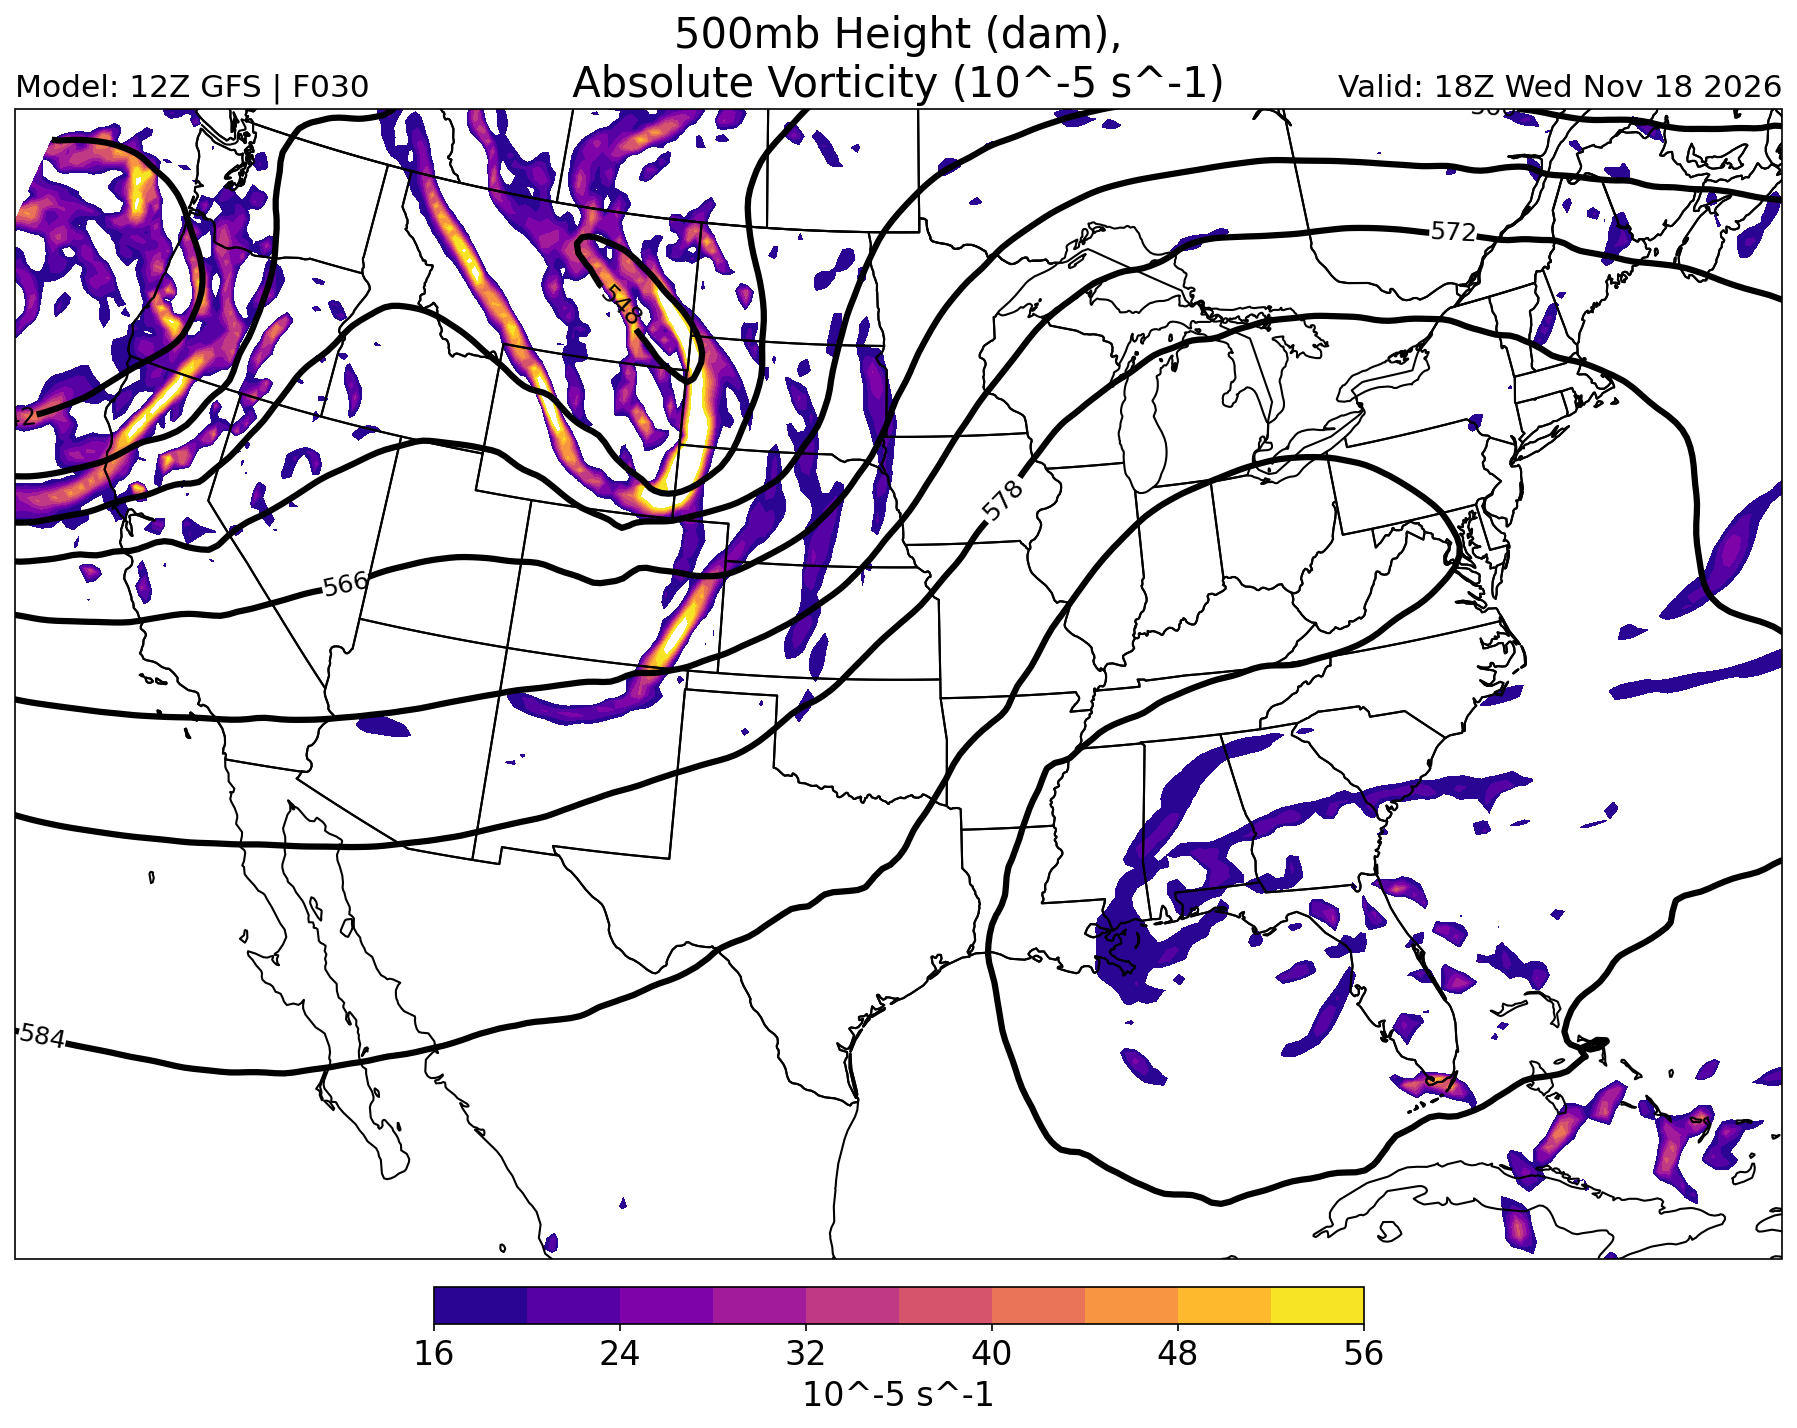 500mb Height (dam),
Model: 12Z GFS | F030
Absolute Vorticity (10^-5 s^-1)
Valid: 18Z Wed Nov 18 2026
572
548
578
566
584
16
24
32
40
48
56
10^-5 s^-1